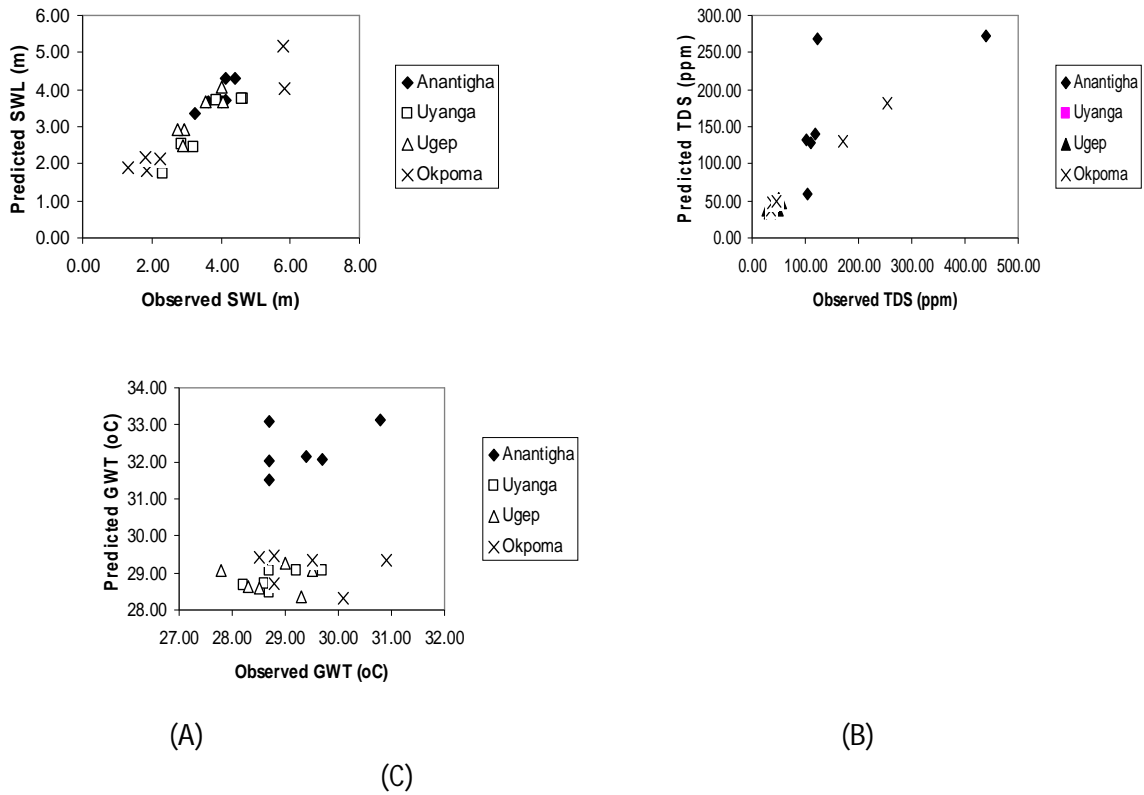 6.00
5.00
4.00
3.00
2.00
1.00
0.00
Predicted SWL (m)
0.00 2.00 4.00 6.00 8.00
Observed SWL (m)
Anantigha
Uyanga
Ugep
Okpoma
300.00
250.00
200.00
150.00
100.00
50.00
0.00
Predicted TDS (ppm)
0.00 100.00 200.00 300.00 400.00 500.00
Observed TDS (ppm)
Anantigha
Uyanga
Ugep
Okpoma
34.00
33.00
32.00
31.00
30.00
29.00
28.00
Predicted GWT (oC)
27.00 28.00 29.00 30.00 31.00 32.00
Observed GWT (oC)
Anantigha
Uyanga
Ugep
Okpoma
(A) (B)
(C)